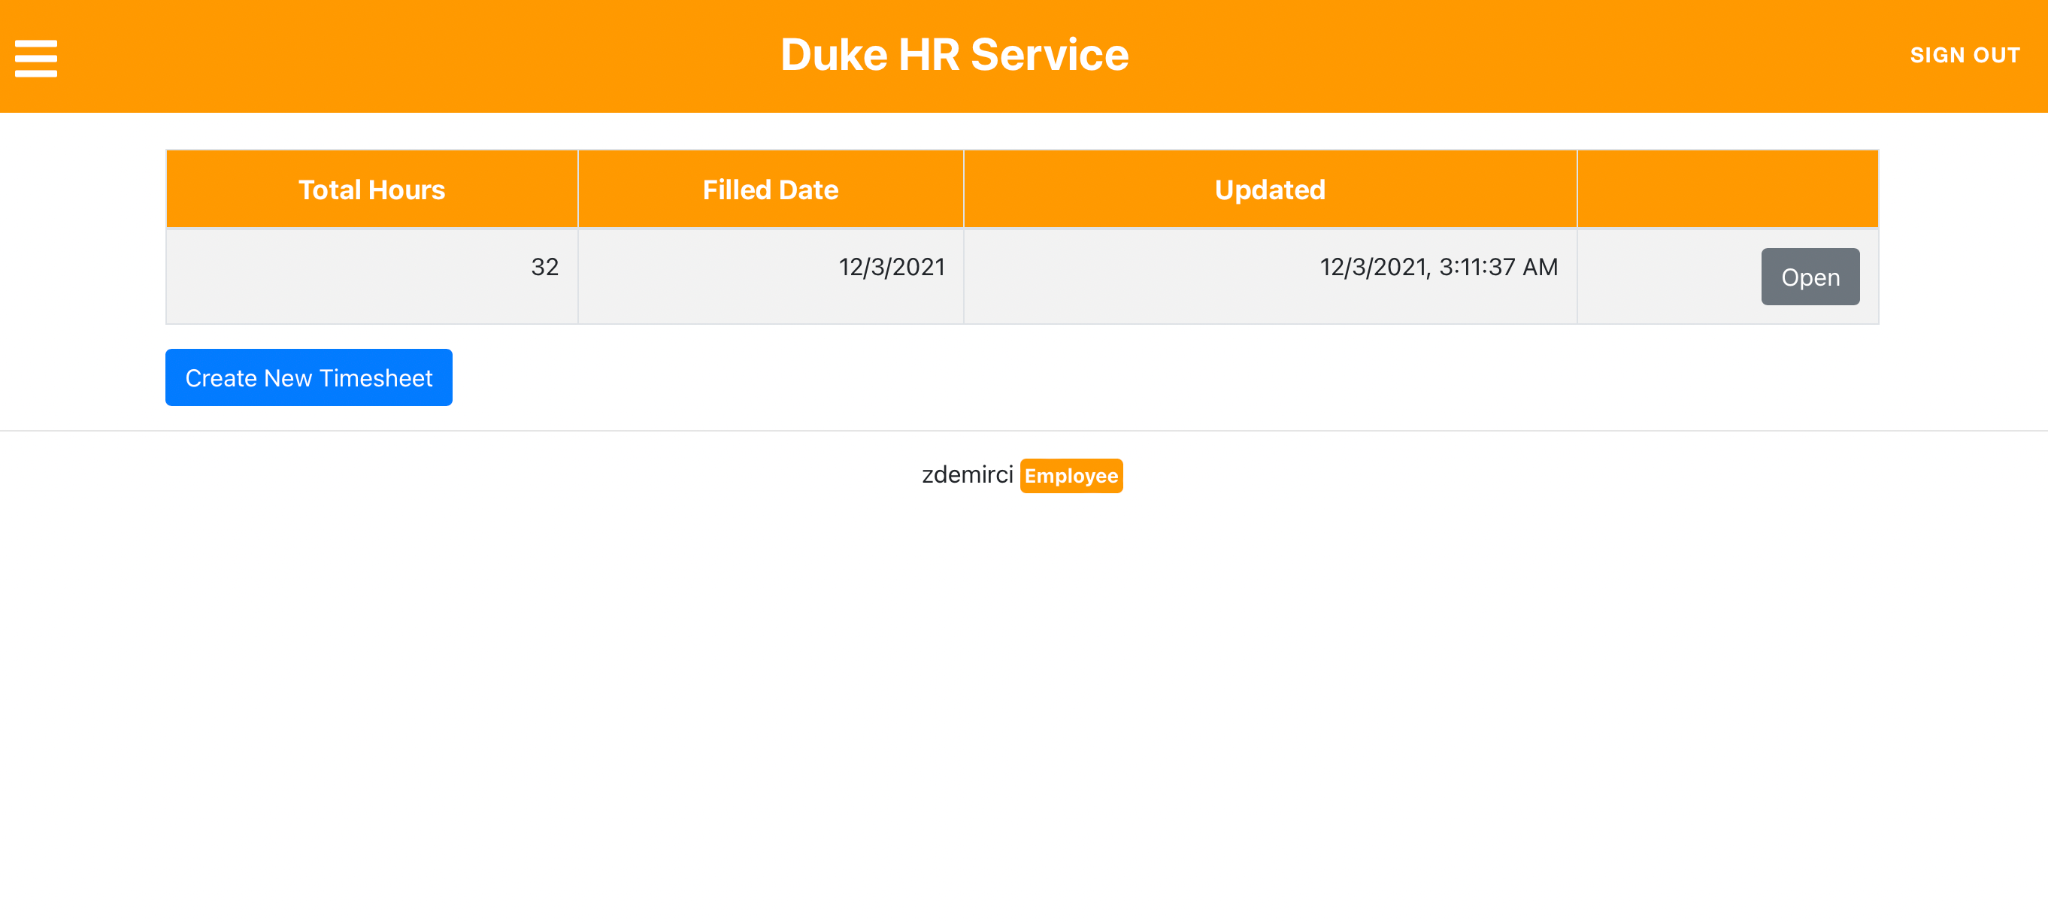 Duke HR Service
SIGN OUT
Total Hours Filled Date Updated
32 12/3/2021 12/3/2021, 3:11:37 AM Open
Create New Timesheet
zdemirci Employee